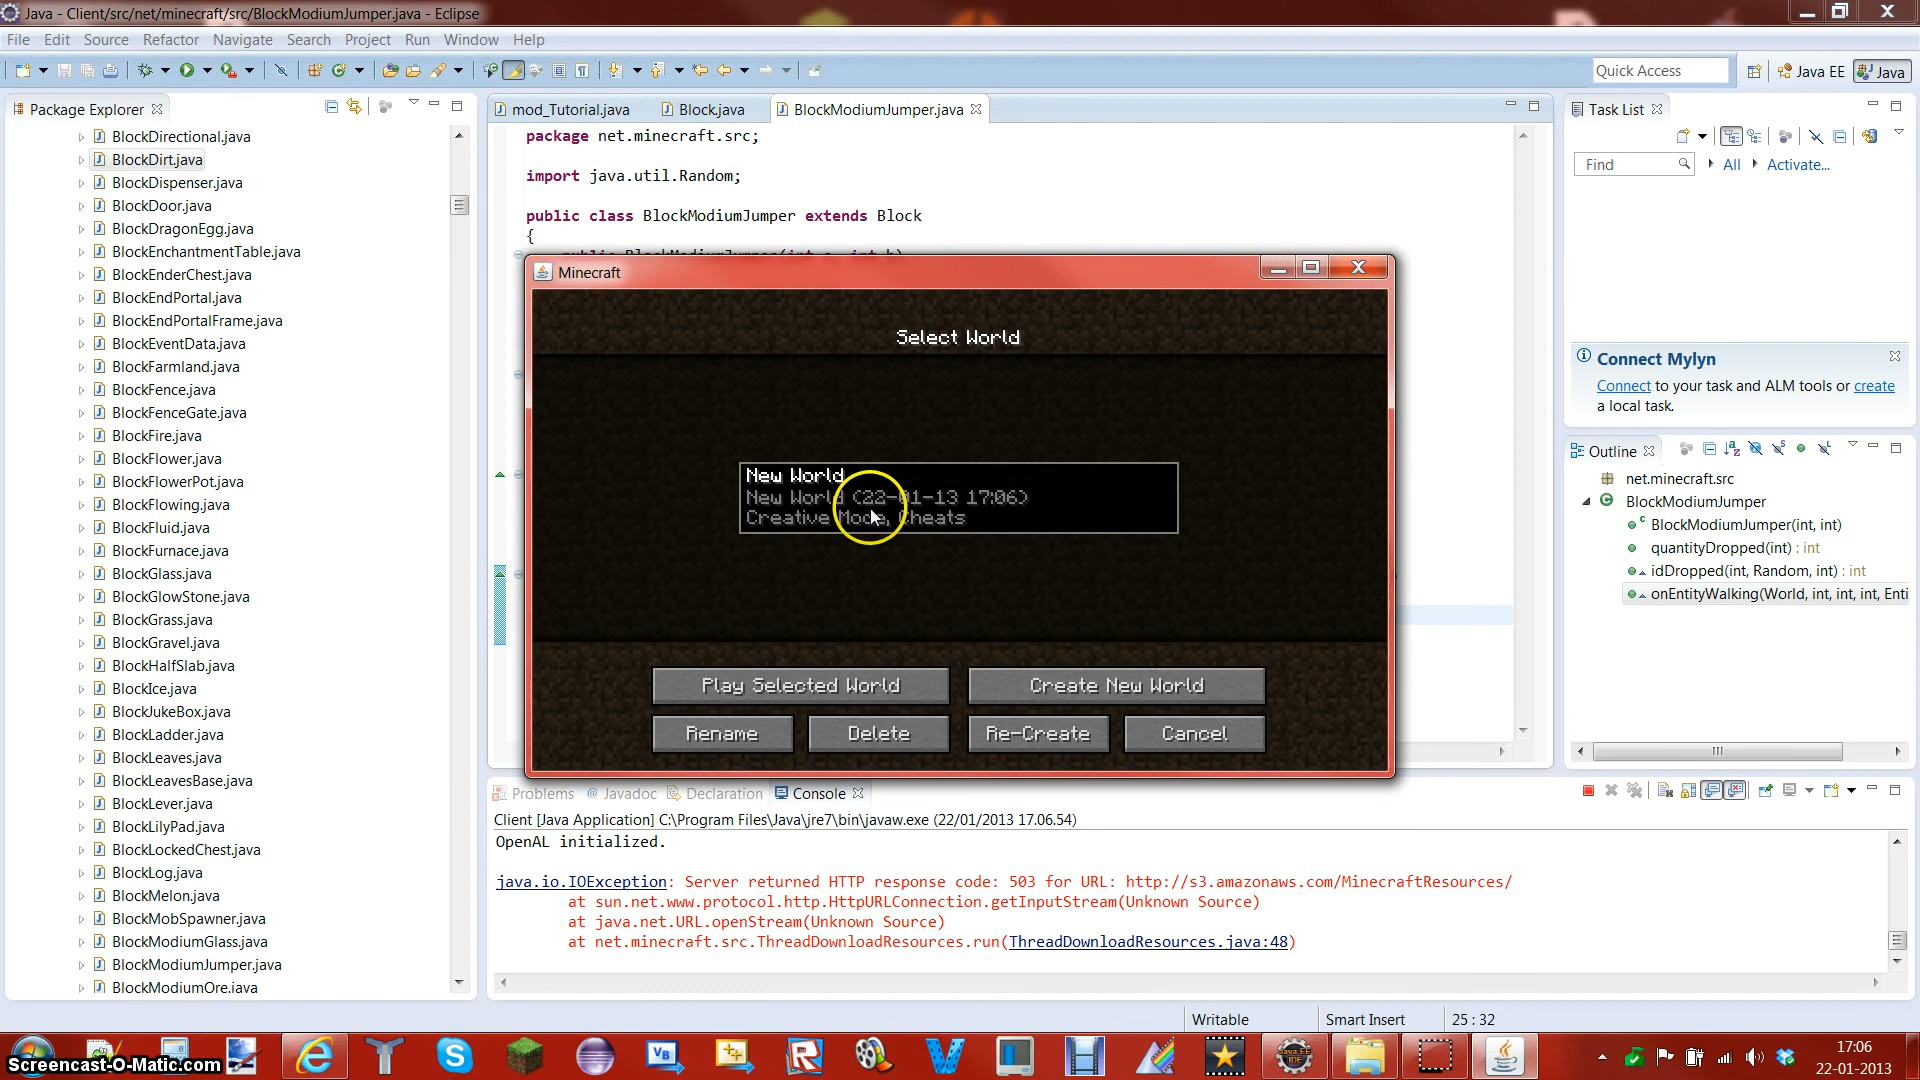 Java - Client/src/net/minecraft/src/BlockModiumJumper.java - Eclipse
File Edit Source Refactor Navigate Search Project Run Window Help
Quick Access
Java EE
Java
Package Explorer
BlockDirectional.java
BlockDirt.java
BlockDispenser.java
BlockDoor.java
BlockDragonEgg.java
BlockEnchantmentTable.java
BlockEnderChest.java
BlockEndPortal.java
BlockEndPortalFrame.java
BlockEventData.java
BlockFarmland.java
BlockFence.java
BlockFenceGate.java
BlockFire.java
BlockFlower.java
BlockFlowerPot.java
BlockFlowing.java
BlockFluid.java
BlockFurnace.java
BlockGlass.java
BlockGlowStone.java
BlockGrass.java
BlockGravel.java
BlockHalfSlab.java
BlockIce.java
BlockJukeBox.java
BlockLadder.java
BlockLeaves.java
BlockLeavesBase.java
BlockLever.java
BlockLilyPad.java
BlockLockedChest.java
BlockLog.java
BlockMelon.java
BlockMobSpawner.java
BlockModiumGlass.java
BlockModiumJumper.java
BlockModiumOre.java
mod_Tutorial.java
Block.java
BlockModiumJumper.java
package net.minecraft.src;
import java.util.Random;
public class BlockModiumJumper extends Block
{
Minecraft
Select World
New World
New World (22-01-13 17:06)
Creative Mode, Cheats
Play Selected World
Create New World
Rename
Delete
Re-Create
Cancel
Task List
Find
All
Activate...
Connect Mylyn
Connect to your task and ALM tools or create
a local task.
Outline
net.minecraft.src
BlockModiumJumper
BlockModiumJumper(int, int)
quantityDropped(int) : int
idDropped(int, Random, int) : int
onEntityWalking(World, int, int, int, Enti
Problems
Javadoc
Declaration
Console
Client [Java Application] C:\Program Files\Java\jre7\bin\javaw.exe (22/01/2013 17.06.54)
OpenAL initialized.
java.io.IOException: Server returned HTTP response code: 503 for URL: http://s3.amazonaws.com/MinecraftResources/
at sun.net.www.protocol.http.HttpURLConnection.getInputStream(Unknown Source)
at java.net.URL.openStream(Unknown Source)
at net.minecraft.src.ThreadDownloadResources.run(ThreadDownloadResources.java:48)
Writable
Smart Insert
25 : 32
Screencast-O-Matic.com
17:06
22-01-2013